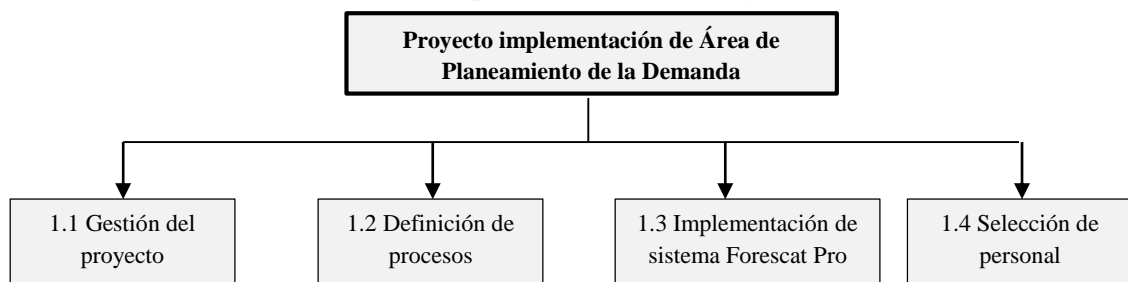 Proyecto implementación de Área de
Planeamiento de la Demanda
1.1 Gestión del
proyecto
1.2 Definición de
procesos
1.3 Implementación de
sistema Forescat Pro
1.4 Selección de
personal